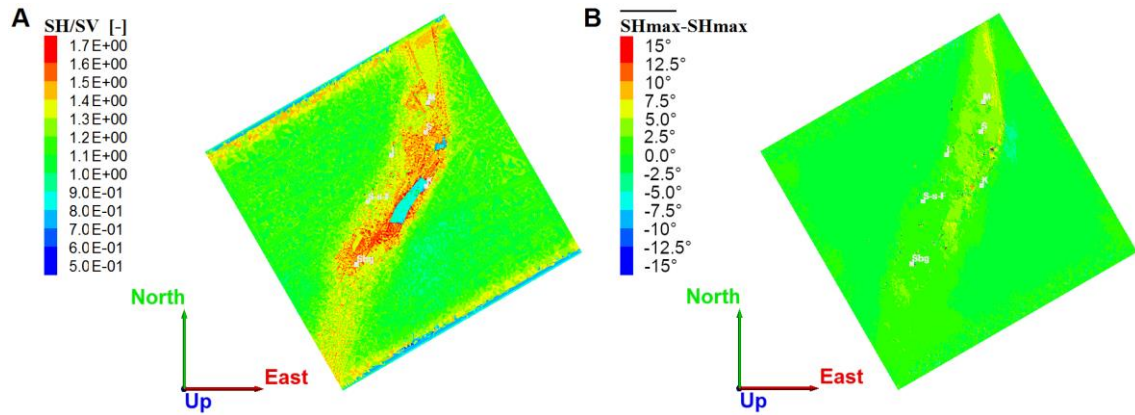 A
SH/SV [-]
1.7E+00
1.6E+00
1.5E+00
1.4E+00
1.3E+00
1.2E+00
1.1E+00
1.0E+00
9.0E-01
8.0E-01
7.0E-01
6.0E-01
5.0E-01
Sbg
North
East
Up
B
SHmax-SHmax
15°
12.5°
10°
7.5°
5.0°
2.5°
0.0°
-2.5°
-5.0°
-7.5°
-10°
-12.5°
-15°
S-u-f
Sbg
North
East
Up